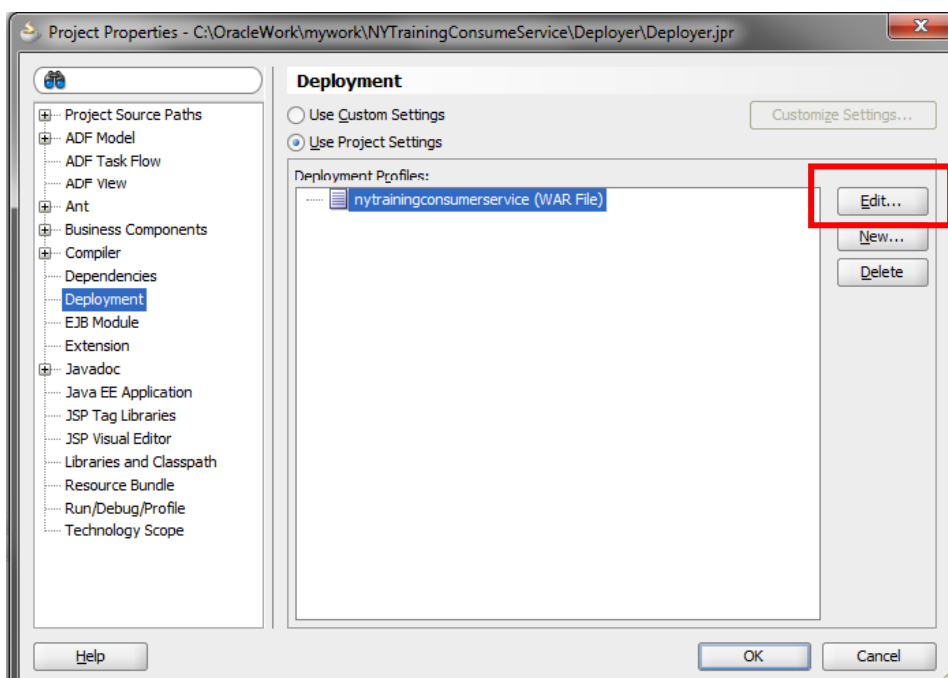 Project Properties - C:\OracleWork\mywork\NYTrainingConsumeService\Deployer\Deployer.jpr
X
Project Source Paths
ADF Model
ADF Task Flow
ADF View
Ant
Business Components
Compiler
Dependencies
Deployment
EJB Module
Extension
Javadoc
Java EE Application
JSP Tag Libraries
JSP Visual Editor
Libraries and Classpath
Resource Bundle
Run/Debug/Profile
Technology Scope
Deployment
Use Custom Settings
Customize Settings...
Use Project Settings
Deployment Profiles:
nytrainingconsumerservice (WAR File)
Edit...
New...
Delete
Help
OK
Cancel